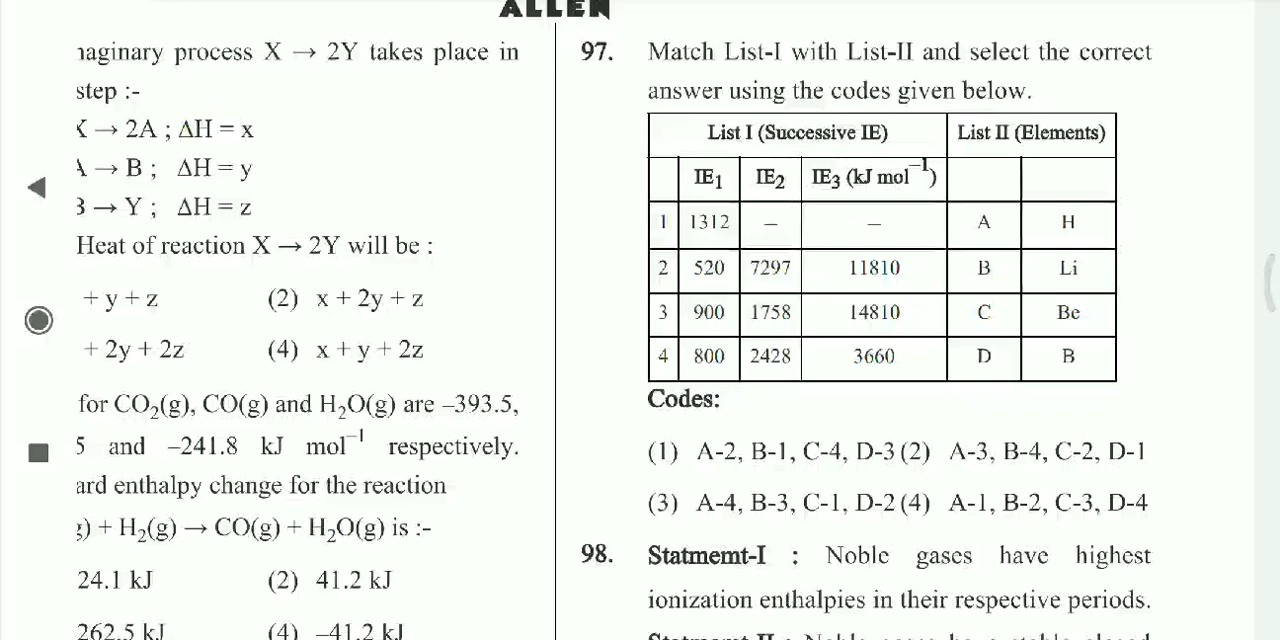 ALLEN
naginary process X → 2Y takes place in
step :-
X → 2A ; ΔH = x
A → B ; ΔH = y
B → Y ; ΔH = z
Heat of reaction X → 2Y will be :
+ y + z (2) x + 2y + z
+ 2y + 2z (4) x + y + 2z
for CO₂(g), CO(g) and H₂O(g) are –393.5,
5 and –241.8 kJ mol⁻¹ respectively.
ard enthalpy change for the reaction
g) + H₂(g) → CO(g) + H₂O(g) is :-
24.1 kJ (2) 41.2 kJ
262.5 kJ (4) –41.2 kJ
97. Match List-I with List-II and select the correct
answer using the codes given below.
List I (Successive IE) List II (Elements)
IE₁ IE₂ IE₃ (kJ mol⁻¹)
1 1312 – – A H
2 520 7297 11810 B Li
3 900 1758 14810 C Be
4 800 2428 3660 D B
Codes:
(1) A-2, B-1, C-4, D-3 (2) A-3, B-4, C-2, D-1
(3) A-4, B-3, C-1, D-2 (4) A-1, B-2, C-3, D-4
98. Statmemt-I : Noble gases have highest
ionization enthalpies in their respective periods.